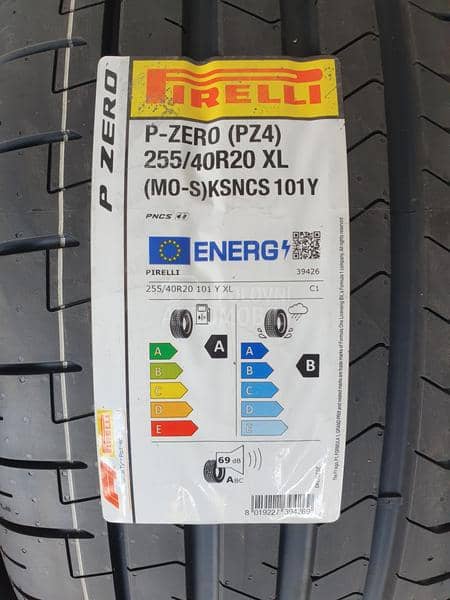 P ZERO
PIRELLI
P-ZERO (PZ4)
255/40R20 XL
(MO-S)KSNCS 101Y
PNCS
ENERG
PIRELLI 39426
255/40R20 101 Y XL C1
A A A
B B B
C C
D D
E E
69 dB
ABC